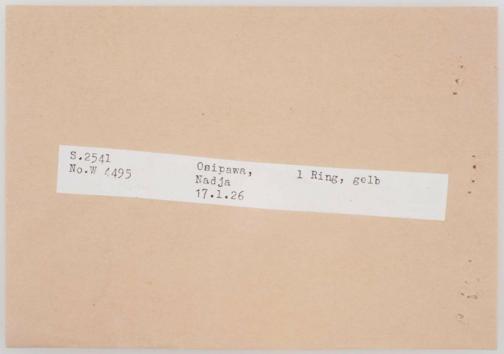 S.2541
No.W 4495
Osipawa,
Nadja
17.1.26
1 Ring, gelb